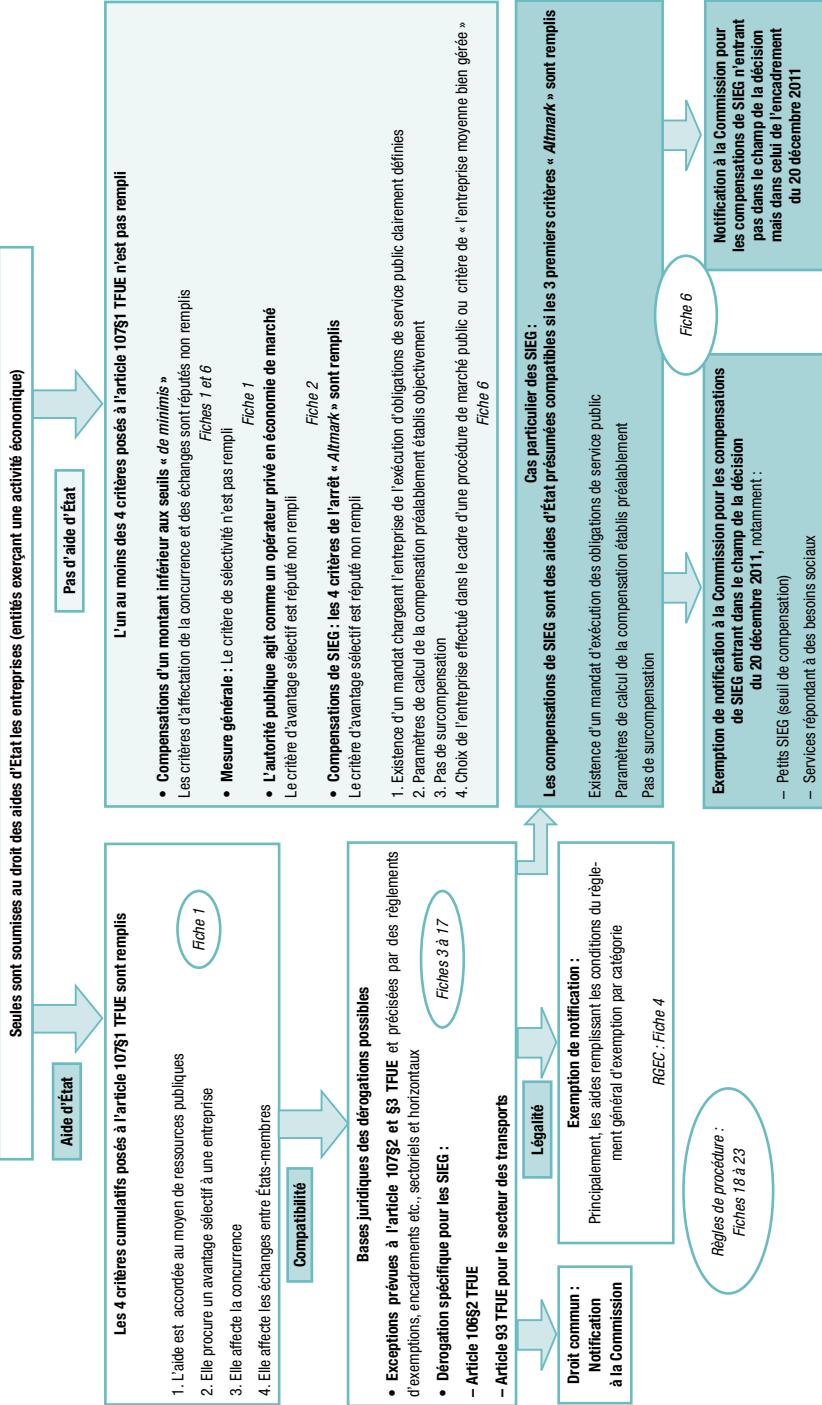 Seules sont soumises au droit des aides d'Etat les entreprises (entités exerçant une activité économique)
Aide d'État
Pas d'aide d'État
Les 4 critères cumulatifs posés à l'article 107§1 TFUE sont remplis
1. L'aide est accordée au moyen de ressources publiques
2. Elle procure un avantage sélectif à une entreprise
3. Elle affecte la concurrence
4. Elle affecte les échanges entre États-membres
Fiche 1
Compatibilité
Bases juridiques des dérogations possibles
• Exceptions prévues à l'article 107§2 et §3 TFUE et précisées par des règlements
d'exemptions, encadrements etc., sectoriels et horizontaux
• Dérogation spécifique pour les SIEG :
– Article 106§2 TFUE
– Article 93 TFUE pour le secteur des transports
Fiches 3 à 17
Légalité
Droit commun :
Notification
à la Commission
Exemption de notification :
Principalement, les aides remplissant les conditions du règle-
ment général d'exemption par catégorie
RGEC : Fiche 4
Règles de procédure :
Fiches 18 à 23
L'un au moins des 4 critères posés à l'article 107§1 TFUE n'est pas rempli
• Compensations d'un montant inférieur aux seuils « de minimis »
Les critères d'affectation de la concurrence et des échanges sont réputés non remplis
Fiches 1 et 6
• Mesure générale : Le critère de sélectivité n'est pas rempli
Fiche 1
• L'autorité publique agit comme un opérateur privé en économie de marché
Le critère d'avantage sélectif est réputé non rempli
Fiche 2
• Compensations de SIEG : les 4 critères de l'arrêt « Altmark » sont remplis
Le critère d'avantage sélectif est réputé non rempli
1. Existence d'un mandat chargeant l'entreprise de l'exécution d'obligations de service public clairement définies
2. Paramètres de calcul de la compensation préalablement établis objectivement
3. Pas de surcompensation
4. Choix de l'entreprise effectué dans le cadre d'une procédure de marché public ou critère de « l'entreprise moyenne bien gérée »
Fiche 6
Cas particulier des SIEG :
Les compensations de SIEG sont des aides d'État présumées compatibles si les 3 premiers critères « Altmark » sont remplis
Existence d'un mandat d'exécution des obligations de service public
Paramètres de calcul de la compensation établis préalablement
Pas de surcompensation
Fiche 6
Exemption de notification à la Commission pour les compensations
de SIEG entrant dans le champ de la décision
du 20 décembre 2011, notamment :
– Petits SIEG (seuil de compensation)
– Services répondant à des besoins sociaux
Notification à la Commission pour
les compensations de SIEG n'entrant
pas dans le champ de la décision
mais dans celui de l'encadrement
du 20 décembre 2011